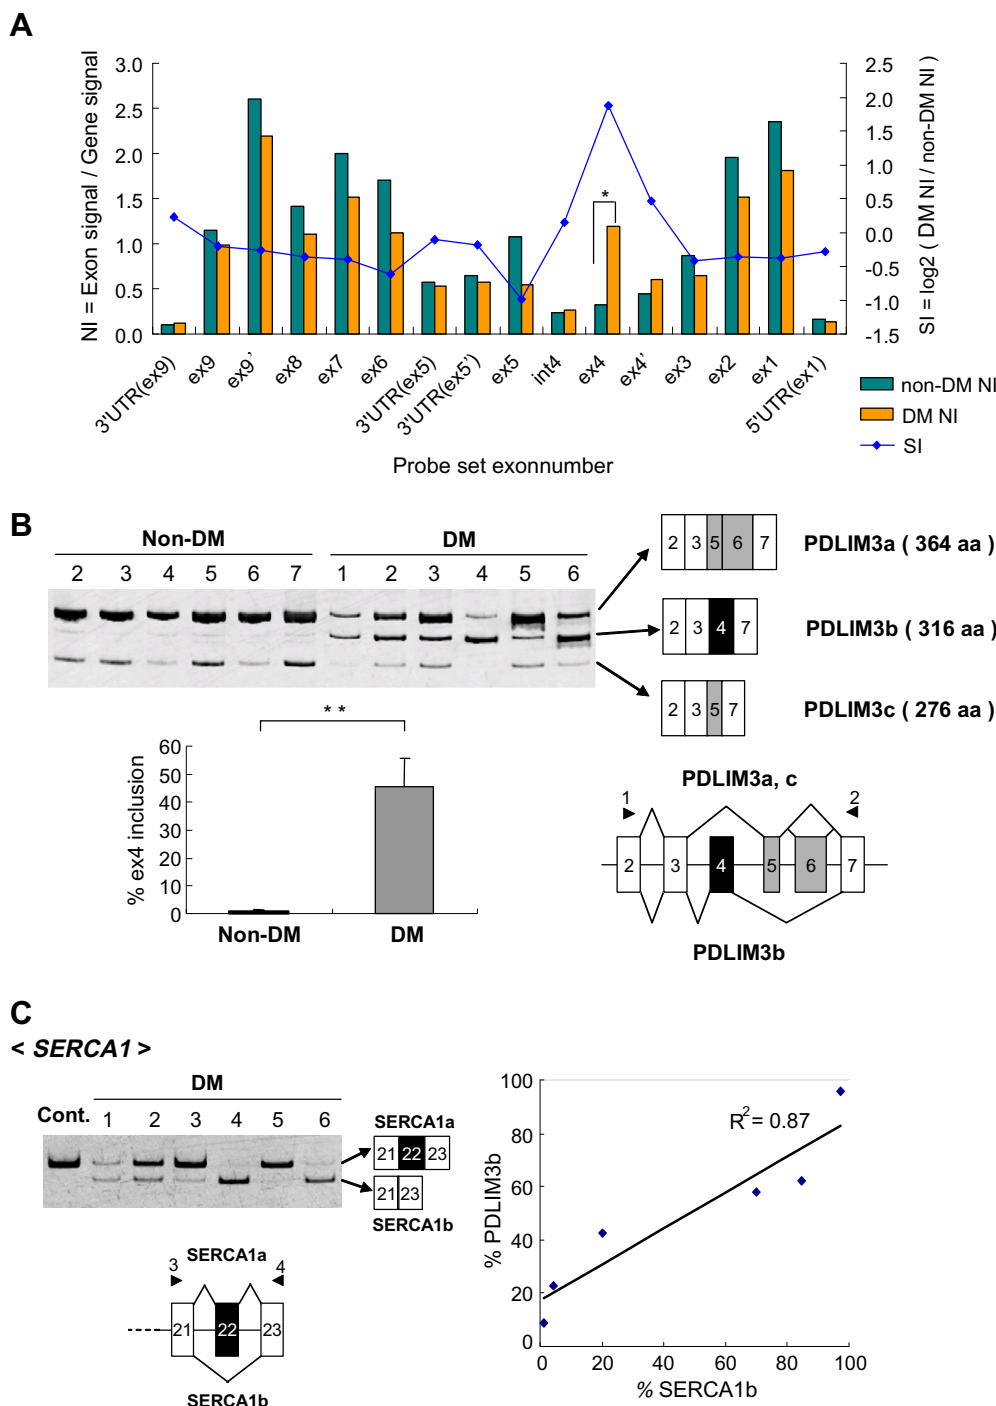 A
NI = Exon signal / Gene signal
3.0
2.5
2.0
1.5
1.0
0.5
0.0
*
2.5
2.0
1.5
1.0
0.5
0.0
-0.5
-1.0
-1.5
SI = log2 ( DM NI / non-DM NI )
3'UTR(ex9)
ex9
ex9'
ex8
ex7
ex6
3'UTR(ex5)
3'UTR(ex5')
ex5
int4
ex4
ex4'
ex3
ex2
ex1
5'UTR(ex1)
Probe set exonnumber
non-DM NI
DM NI
SI
B
Non-DM DM
2 3 4 5 6 7 1 2 3 4 5 6
2 3 5 6 7 PDLIM3a ( 364 aa )
2 3 4 7 PDLIM3b ( 316 aa )
2 3 5 7 PDLIM3c ( 276 aa )
* *
% ex4 inclusion
60
50
40
30
20
10
0
Non-DM DM
PDLIM3a, c
1 2
2 3 4 5 6 7
PDLIM3b
C
< SERCA1 >
DM
Cont. 1 2 3 4 5 6
SERCA1a
21 22 23
21 23
SERCA1b
SERCA1a
3 4
21 22 23
SERCA1b
% PDLIM3b
100
80
60
40
20
0
R2= 0.87
0 20 40 60 80 100
% SERCA1b